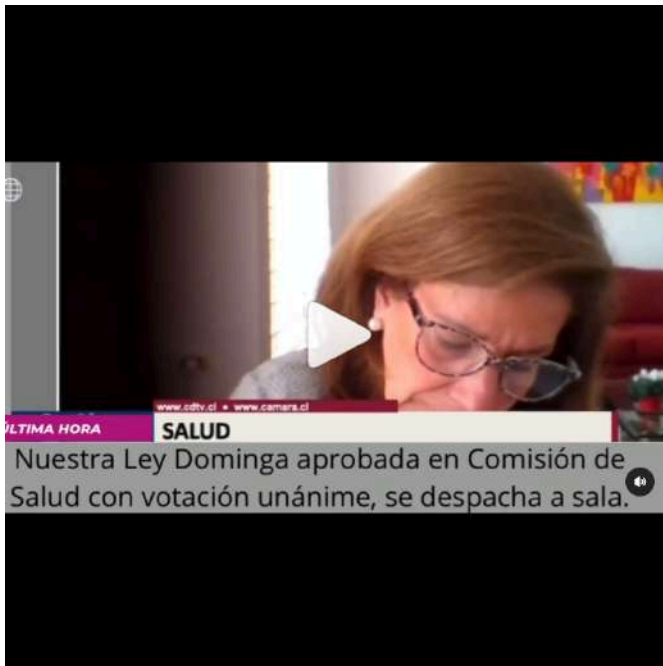 www.cdtv.cl • www.camara.cl
ÚLTIMA HORA
SALUD
Nuestra Ley Dominga aprobada en Comisión de
Salud con votación unánime, se despacha a sala.